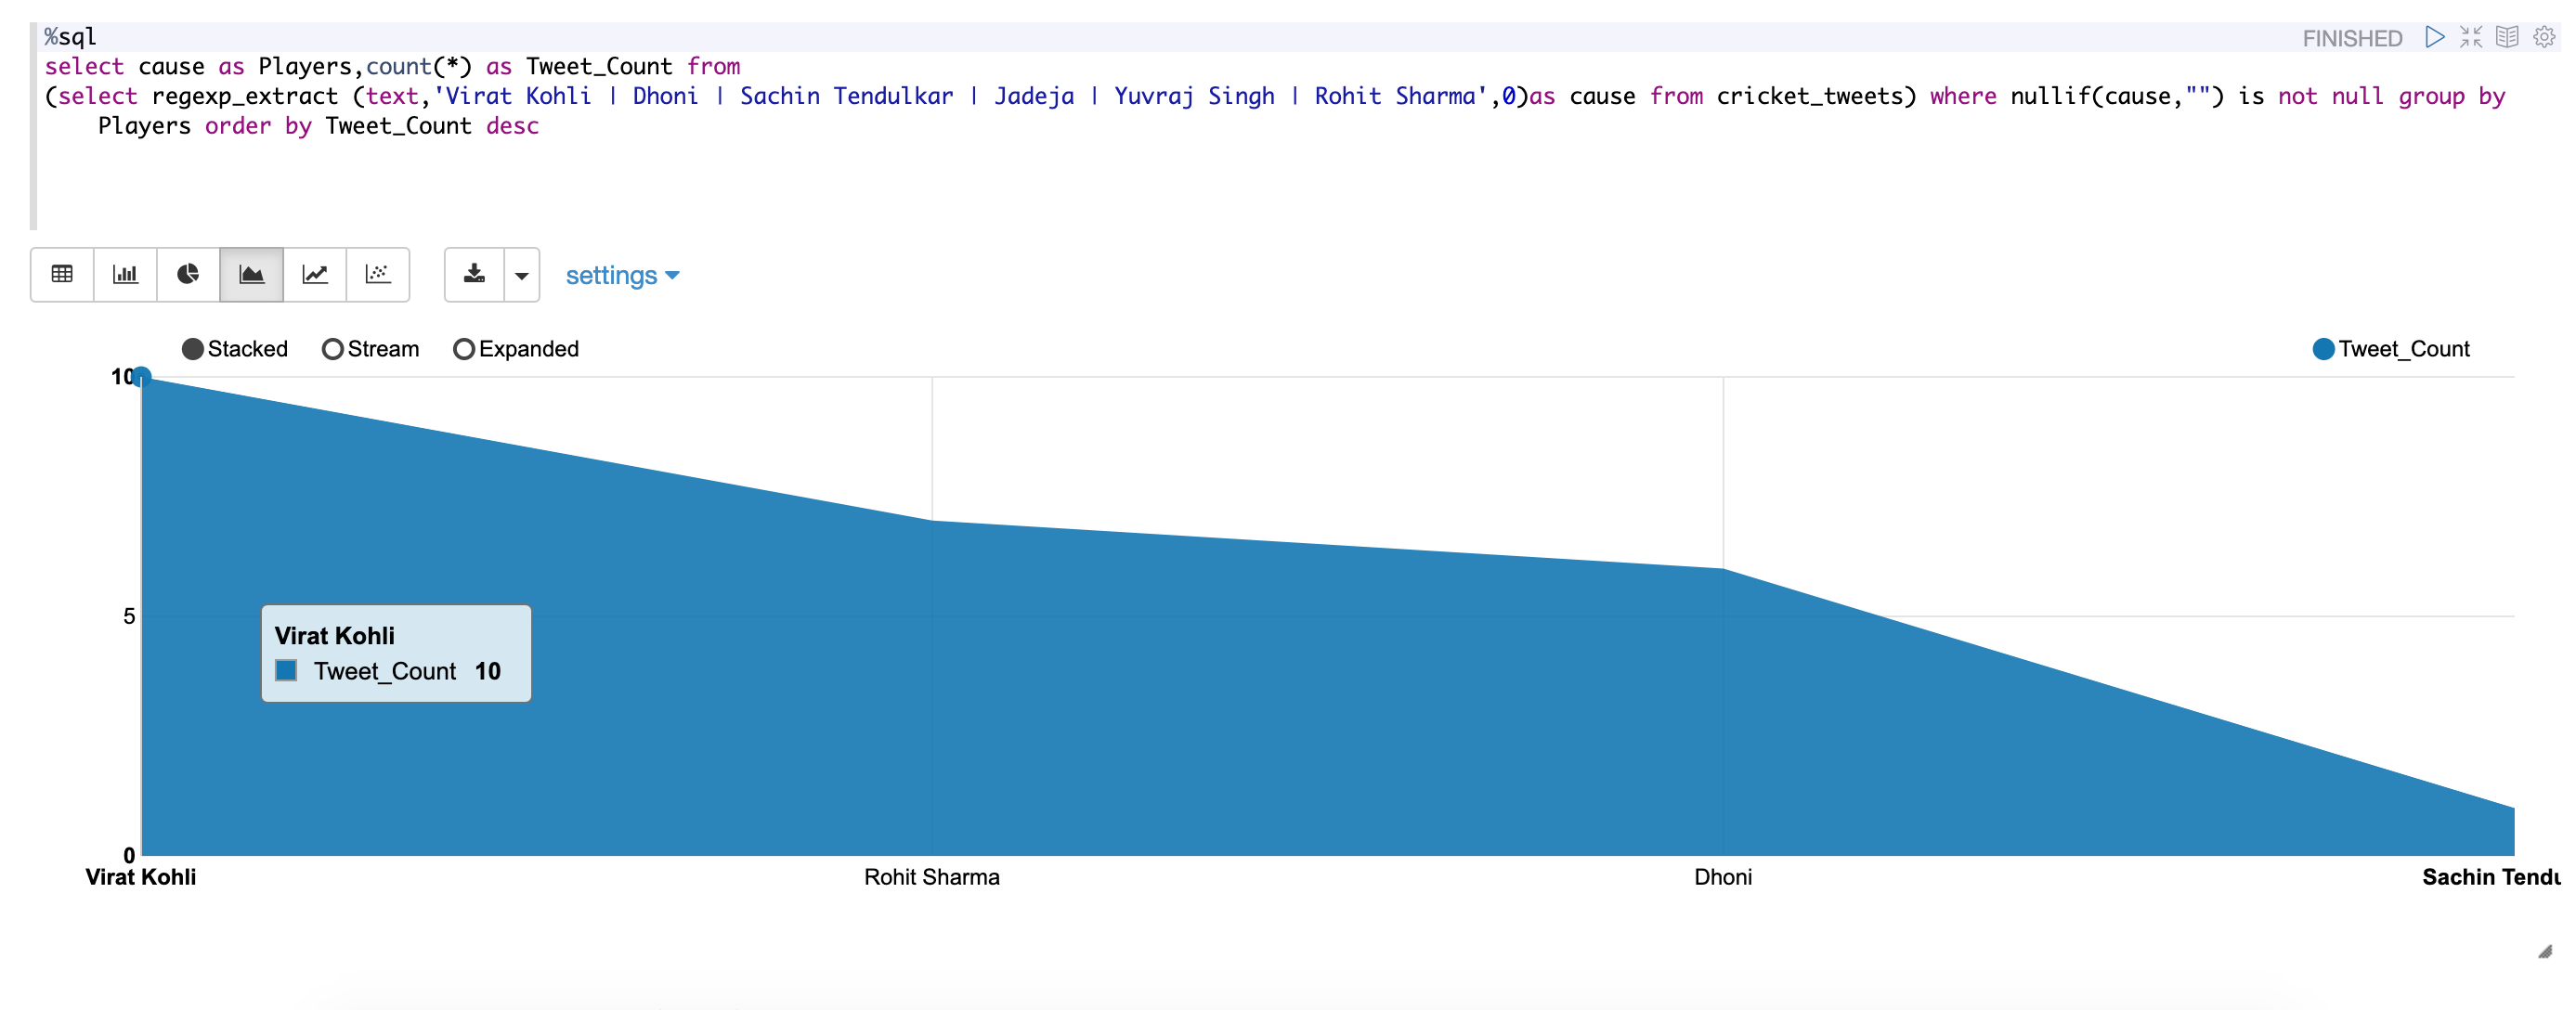 %sql
FINISHED
select cause as Players,count(*) as Tweet_Count from
(select regexp_extract (text,'Virat Kohli | Dhoni | Sachin Tendulkar | Jadeja | Yuvraj Singh | Rohit Sharma',0)as cause from cricket_tweets) where nullif(cause,"") is not null group by
Players order by Tweet_Count desc
settings
Stacked Stream Expanded Tweet_Count
10
Virat Kohli
Tweet_Count 10
5
0
Virat Kohli Rohit Sharma Dhoni Sachin Tendu